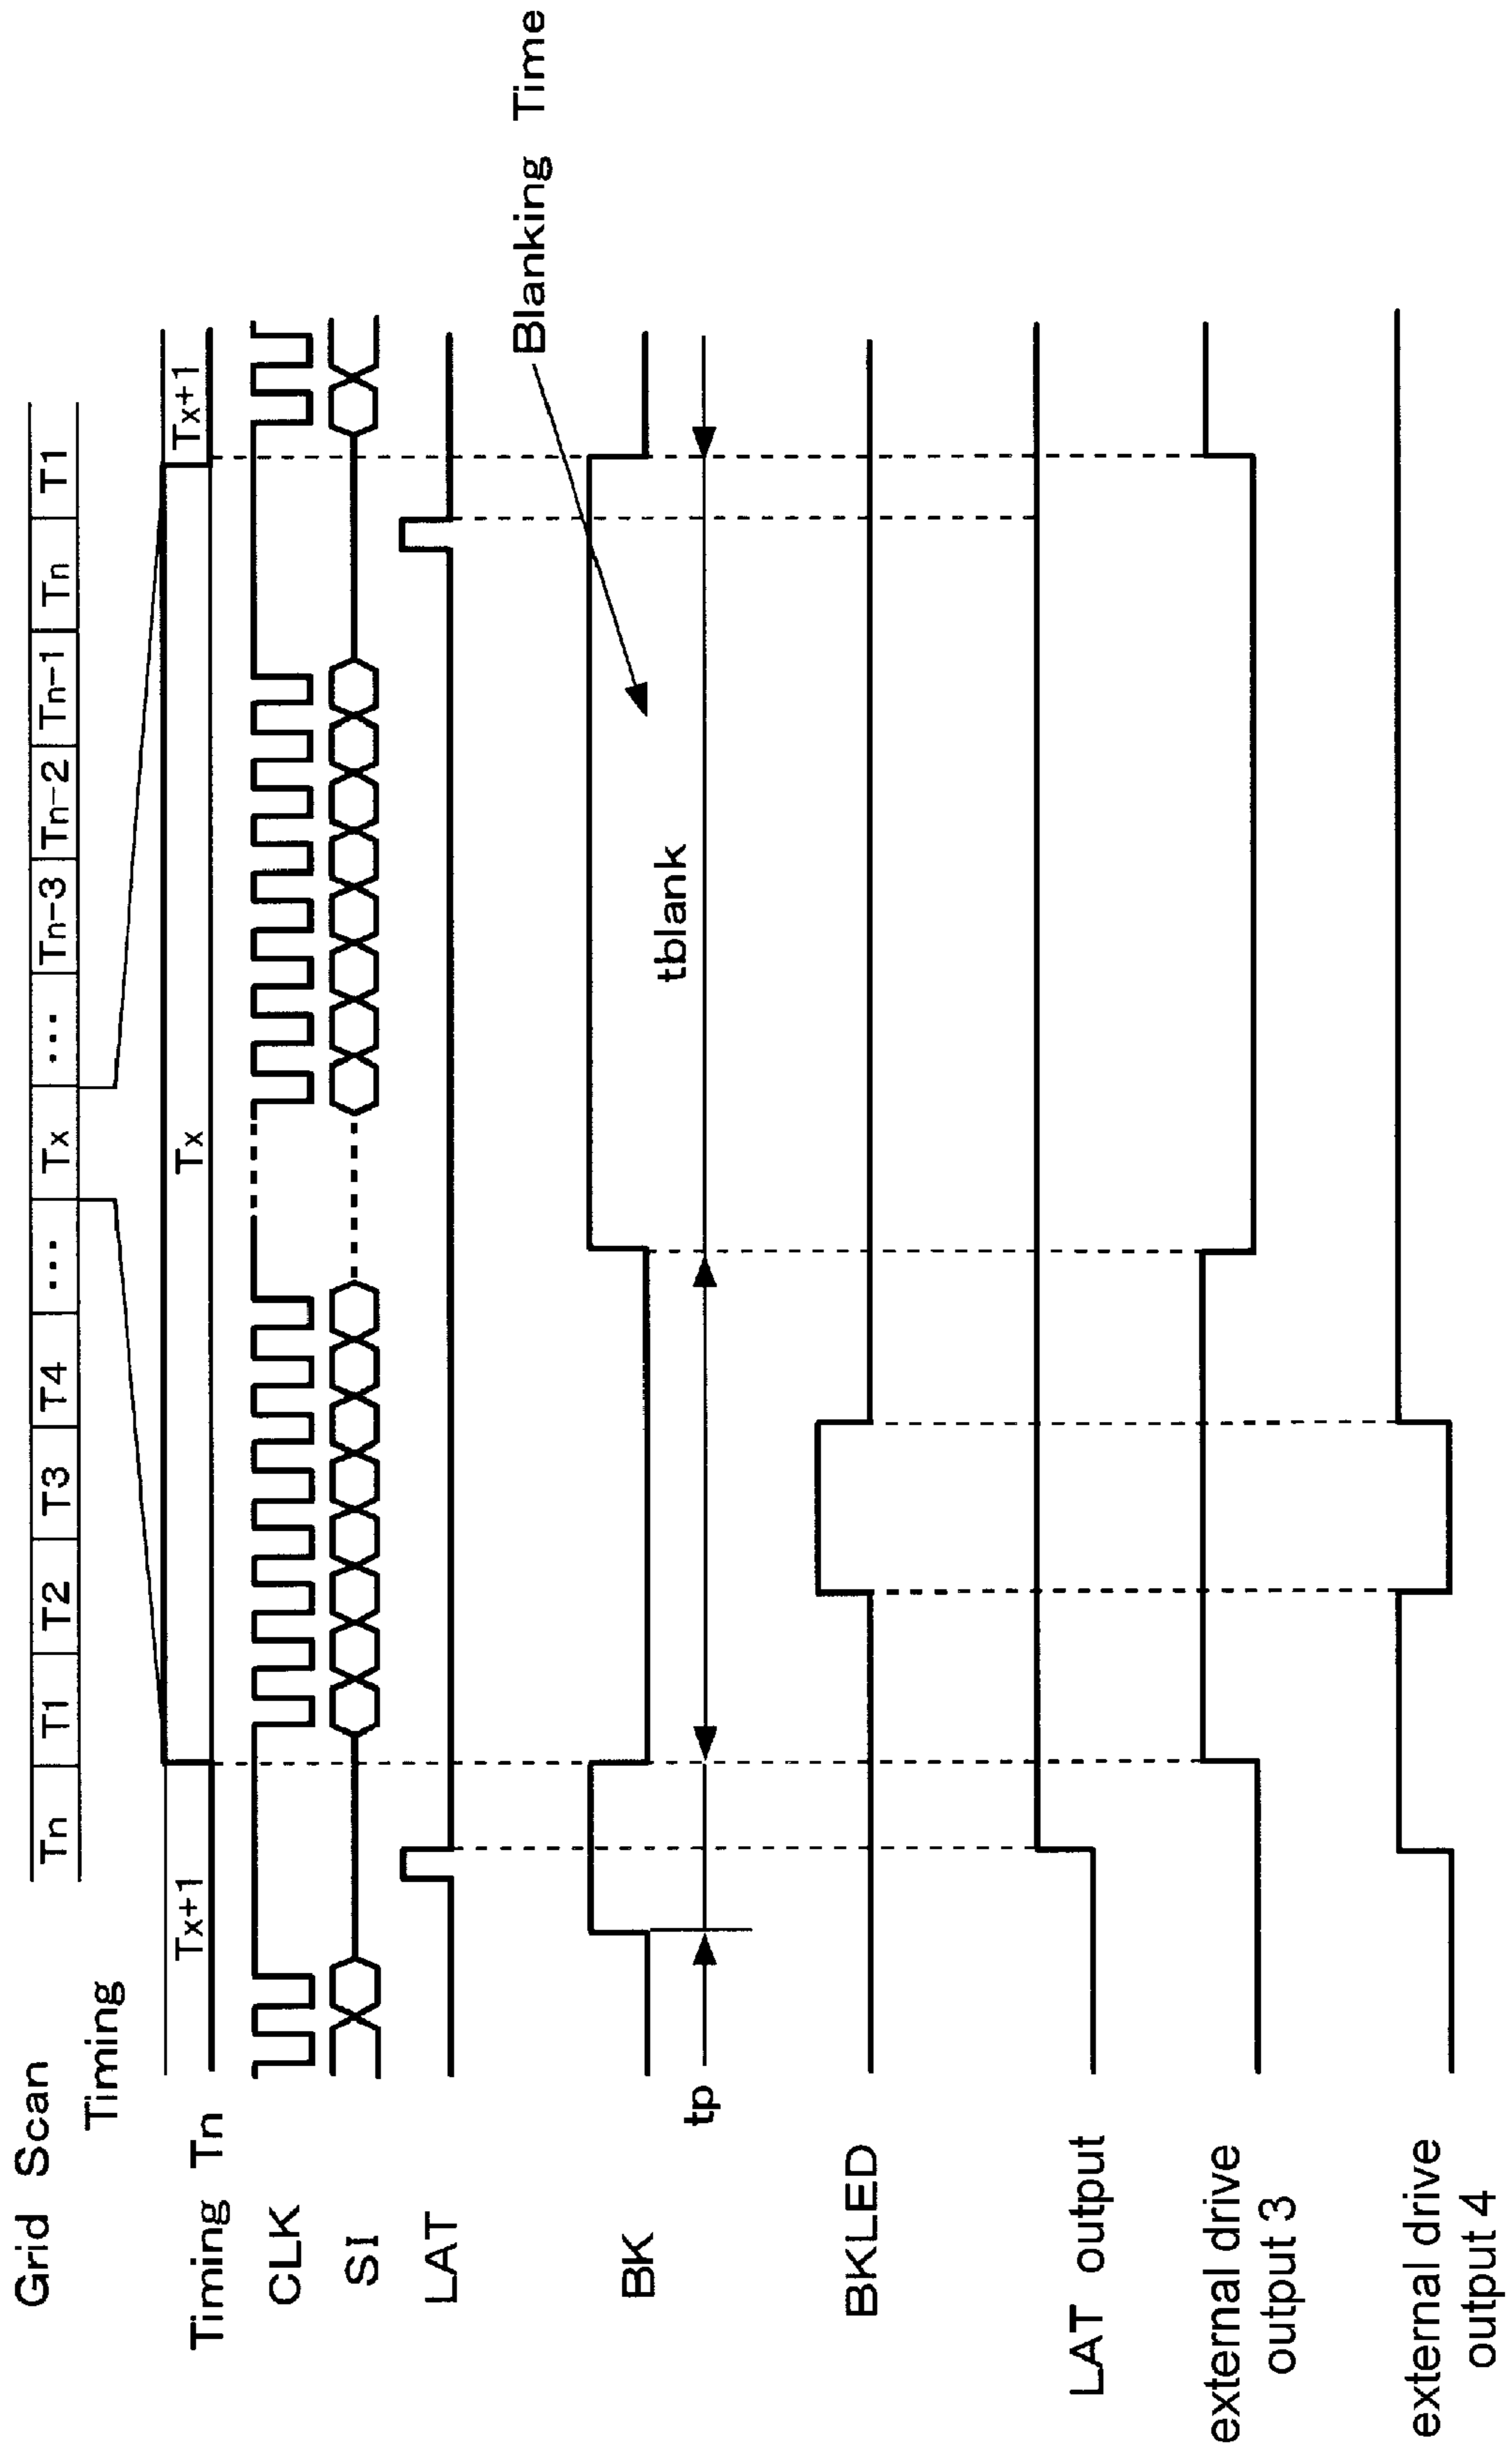 Grid Scan
Timing
Tn T1 T2 T3 T4 ... Tx ... Tn-3 Tn-2 Tn-1 Tn T1
Timing Tn
Tx+1 Tx Tx+1
CLK
SI
LAT
Blanking Time
BK
tp
tblank
BKLED
LAT output
external drive
output 3
external drive
output 4